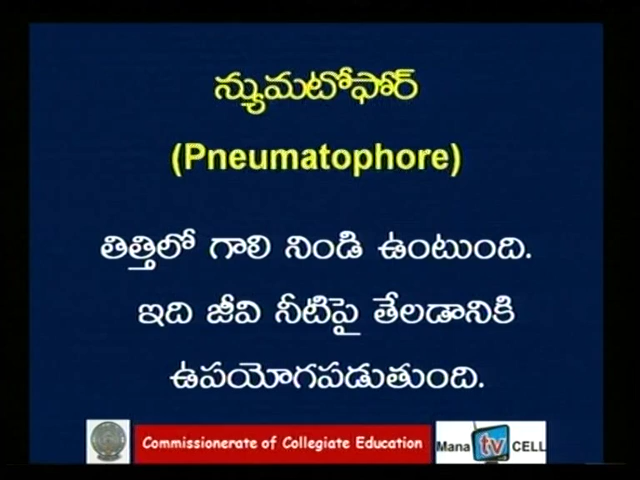 న్యుమటోఫోర్
(Pneumatophore)
తిత్తిలో గాలి నిండి ఉంటుంది.
ఇది జీవి నీటిపై తేలడానికి
ఉపయోగపడుతుంది.
Commissionerate of Collegiate Education
Mana tv CELL